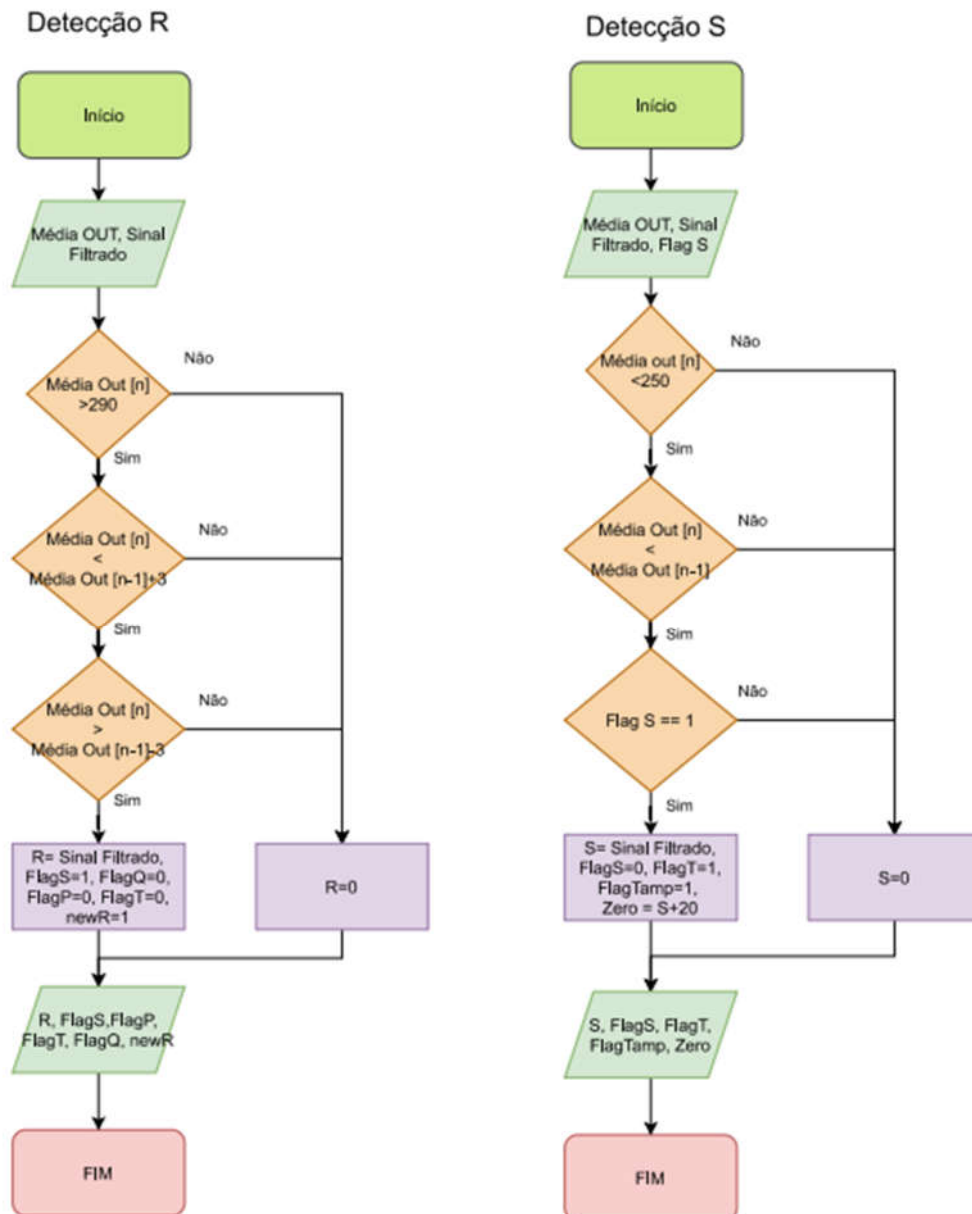 Detecção R
Início
Média OUT, Sinal
Filtrado
Não
Média Out [n]
>290
Sim
Não
Média Out [n]
<
Média Out [n-1]+3
Sim
Não
Média Out [n]
>
Média Out [n-1]-3
Sim
R= Sinal Filtrado,
FlagS=1, FlagQ=0,
FlagP=0, FlagT=0,
newR=1
R=0
R, FlagS,FlagP,
FlagT, FlagQ, newR
FIM
Detecção S
Início
Média OUT, Sinal
Filtrado, Flag S
Não
Média out [n]
<250
Sim
Não
Média Out [n]
<
Média Out [n-1]
Sim
Não
Flag S == 1
Sim
S= Sinal Filtrado,
FlagS=0, FlagT=1,
FlagTamp=1,
Zero = S+20
S=0
S, FlagS, FlagT,
FlagTamp, Zero
FIM